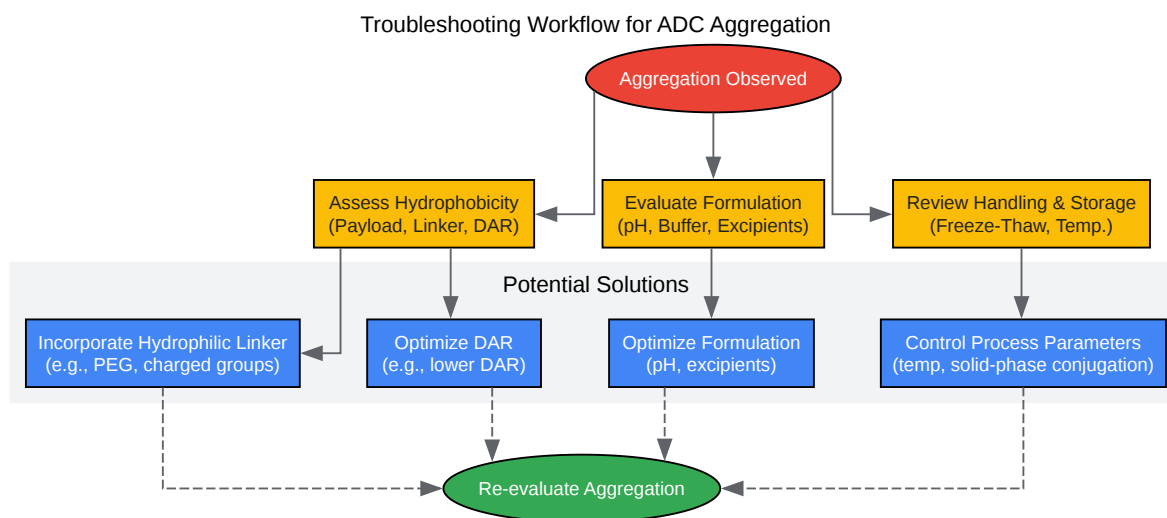 Troubleshooting Workflow for ADC Aggregation
Aggregation Observed
Assess Hydrophobicity
(Payload, Linker, DAR)
Evaluate Formulation
(pH, Buffer, Excipients)
Review Handling & Storage
(Freeze-Thaw, Temp.)
Potential Solutions
Incorporate Hydrophilic Linker
(e.g., PEG, charged groups)
Optimize DAR
(e.g., lower DAR)
Optimize Formulation
(pH, excipients)
Control Process Parameters
(temp, solid-phase conjugation)
Re-evaluate Aggregation